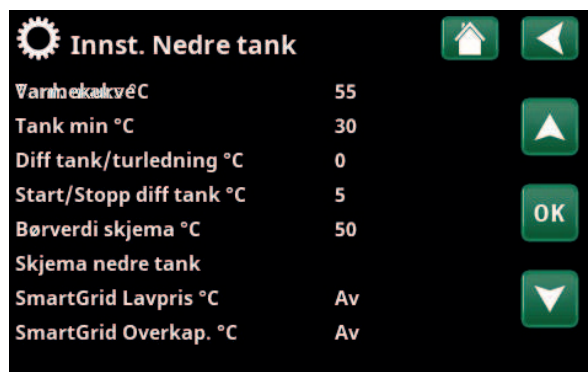 Innst. Nedre tank
°C 55
Tank min °C 30
Diff tank/turledning °C 0
Start/Stopp diff tank °C 5
Børverdi skjema °C 50
OK
Skjema nedre tank
SmartGrid Lavpris °C Av
SmartGrid Overkap. °C Av